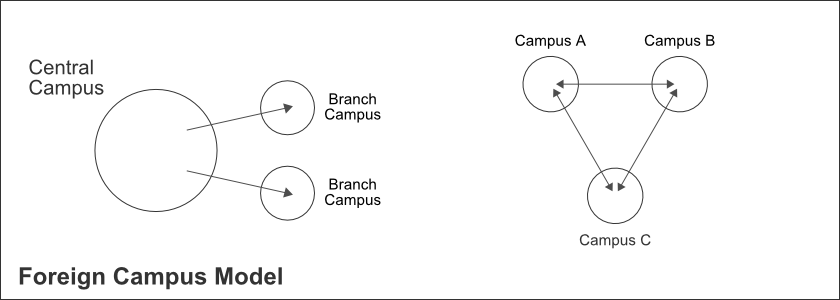 Central
Campus
Branch
Campus
Branch
Campus
Campus A
Campus B
Campus C
Foreign Campus Model